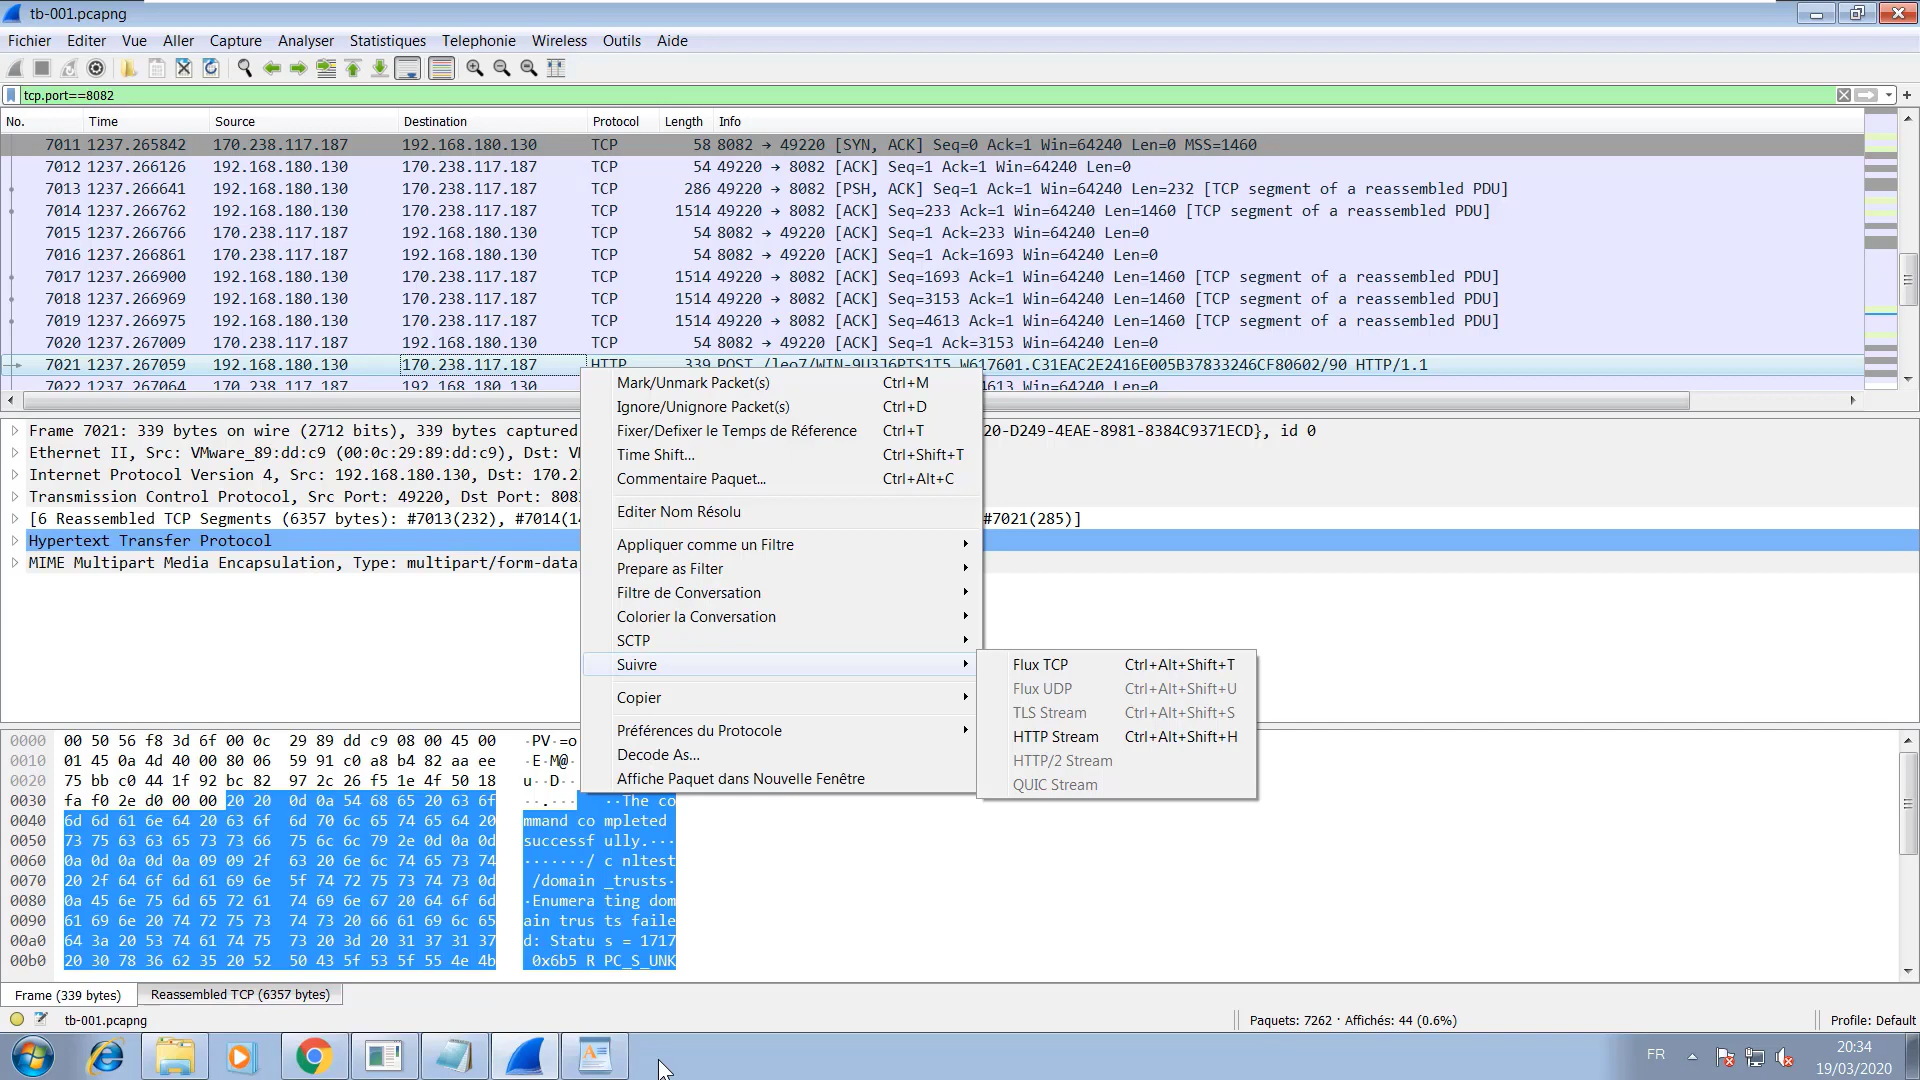 tb-001.pcapng
Fichier Editer Vue Aller Capture Analyser Statistiques Telephonie Wireless Outils Aide
tcp.port==8082
No. Time Source Destination Protocol Length Info
7011 1237.265842 170.238.117.187 192.168.180.130 TCP 58 8082 → 49220 [SYN, ACK] Seq=0 Ack=1 Win=64240 Len=0 MSS=1460
7012 1237.266126 192.168.180.130 170.238.117.187 TCP 54 49220 → 8082 [ACK] Seq=1 Ack=1 Win=64240 Len=0
7013 1237.266641 192.168.180.130 170.238.117.187 TCP 286 49220 → 8082 [PSH, ACK] Seq=1 Ack=1 Win=64240 Len=232 [TCP segment of a reassembled PDU]
7014 1237.266762 192.168.180.130 170.238.117.187 TCP 1514 49220 → 8082 [ACK] Seq=233 Ack=1 Win=64240 Len=1460 [TCP segment of a reassembled PDU]
7015 1237.266766 170.238.117.187 192.168.180.130 TCP 54 8082 → 49220 [ACK] Seq=1 Ack=233 Win=64240 Len=0
7016 1237.266861 170.238.117.187 192.168.180.130 TCP 54 8082 → 49220 [ACK] Seq=1 Ack=1693 Win=64240 Len=0
7017 1237.266900 192.168.180.130 170.238.117.187 TCP 1514 49220 → 8082 [ACK] Seq=1693 Ack=1 Win=64240 Len=1460 [TCP segment of a reassembled PDU]
7018 1237.266969 192.168.180.130 170.238.117.187 TCP 1514 49220 → 8082 [ACK] Seq=3153 Ack=1 Win=64240 Len=1460 [TCP segment of a reassembled PDU]
7019 1237.266975 192.168.180.130 170.238.117.187 TCP 1514 49220 → 8082 [ACK] Seq=4613 Ack=1 Win=64240 Len=1460 [TCP segment of a reassembled PDU]
7020 1237.267009 170.238.117.187 192.168.180.130 TCP 54 8082 → 49220 [ACK] Seq=1 Ack=3153 Win=64240 Len=0
7021 1237.267059 192.168.180.130 170.238.117.187 HTTP 339 POST /leo7/WIN-9U3J6PTS1T5_W617601.C31EAC2E2416E005B37833246CF80602/90 HTTP/1.1
7022 1237.267064 170.238.117.187 192.168.180.130 4613 Win=64240 Len=0
Frame 7021: 339 bytes on wire (2712 bits), 339 bytes captured 20-D249-4EAE-8981-8384C9371ECD}, id 0
Ethernet II, Src: VMware_89:dd:c9 (00:0c:29:89:dd:c9), Dst: VM
Internet Protocol Version 4, Src: 192.168.180.130, Dst: 170.2
Transmission Control Protocol, Src Port: 49220, Dst Port: 808
[6 Reassembled TCP Segments (6357 bytes): #7013(232), #7014(14 #7021(285)]
Hypertext Transfer Protocol
MIME Multipart Media Encapsulation, Type: multipart/form-data
Mark/Unmark Packet(s) Ctrl+M
Ignore/Unignore Packet(s) Ctrl+D
Fixer/Defixer le Temps de Réference Ctrl+T
Time Shift... Ctrl+Shift+T
Commentaire Paquet... Ctrl+Alt+C
Editer Nom Résolu
Appliquer comme un Filtre
Prepare as Filter
Filtre de Conversation
Colorier la Conversation
SCTP
Suivre
Copier
Préférences du Protocole
Decode As...
Affiche Paquet dans Nouvelle Fenêtre
Flux TCP Ctrl+Alt+Shift+T
Flux UDP Ctrl+Alt+Shift+U
TLS Stream Ctrl+Alt+Shift+S
HTTP Stream Ctrl+Alt+Shift+H
HTTP/2 Stream
QUIC Stream
0000 00 50 56 f8 3d 6f 00 0c 29 89 dd c9 08 00 45 00 ·PV·=o
0010 01 45 0a 4d 40 00 80 06 59 91 c0 a8 b4 82 aa ee ·E·M@·
0020 75 bb c0 44 1f 92 bc 82 97 2c 26 f5 1e 4f 50 18 u··D··
0030 fa f0 2e d0 00 00 20 20 0d 0a 54 68 65 20 63 6f ··.··· ··The co
0040 6d 6d 61 6e 64 20 63 6f 6d 70 6c 65 74 65 64 20 mmand co mpleted
0050 73 75 63 63 65 73 73 66 75 6c 6c 79 2e 0d 0a 0d successf ully.···
0060 0a 0d 0a 0d 0a 09 09 2f 63 20 6e 6c 74 65 73 74 ·······/ c nltest
0070 20 2f 64 6f 6d 61 69 6e 5f 74 72 75 73 74 73 0d /domain _trusts·
0080 0a 45 6e 75 6d 65 72 61 74 69 6e 67 20 64 6f 6d ·Enumera ting dom
0090 61 69 6e 20 74 72 75 73 74 73 20 66 61 69 6c 65 ain trus ts faile
00a0 64 3a 20 53 74 61 74 75 73 20 3d 20 31 37 31 37 d: Statu s = 1717
00b0 20 30 78 36 62 35 20 52 50 43 5f 53 5f 55 4e 4b 0x6b5 R PC_S_UNK
Frame (339 bytes) Reassembled TCP (6357 bytes)
tb-001.pcapng Paquets: 7262 · Affichés: 44 (0.6%) Profile: Default
FR 20:34
19/03/2020